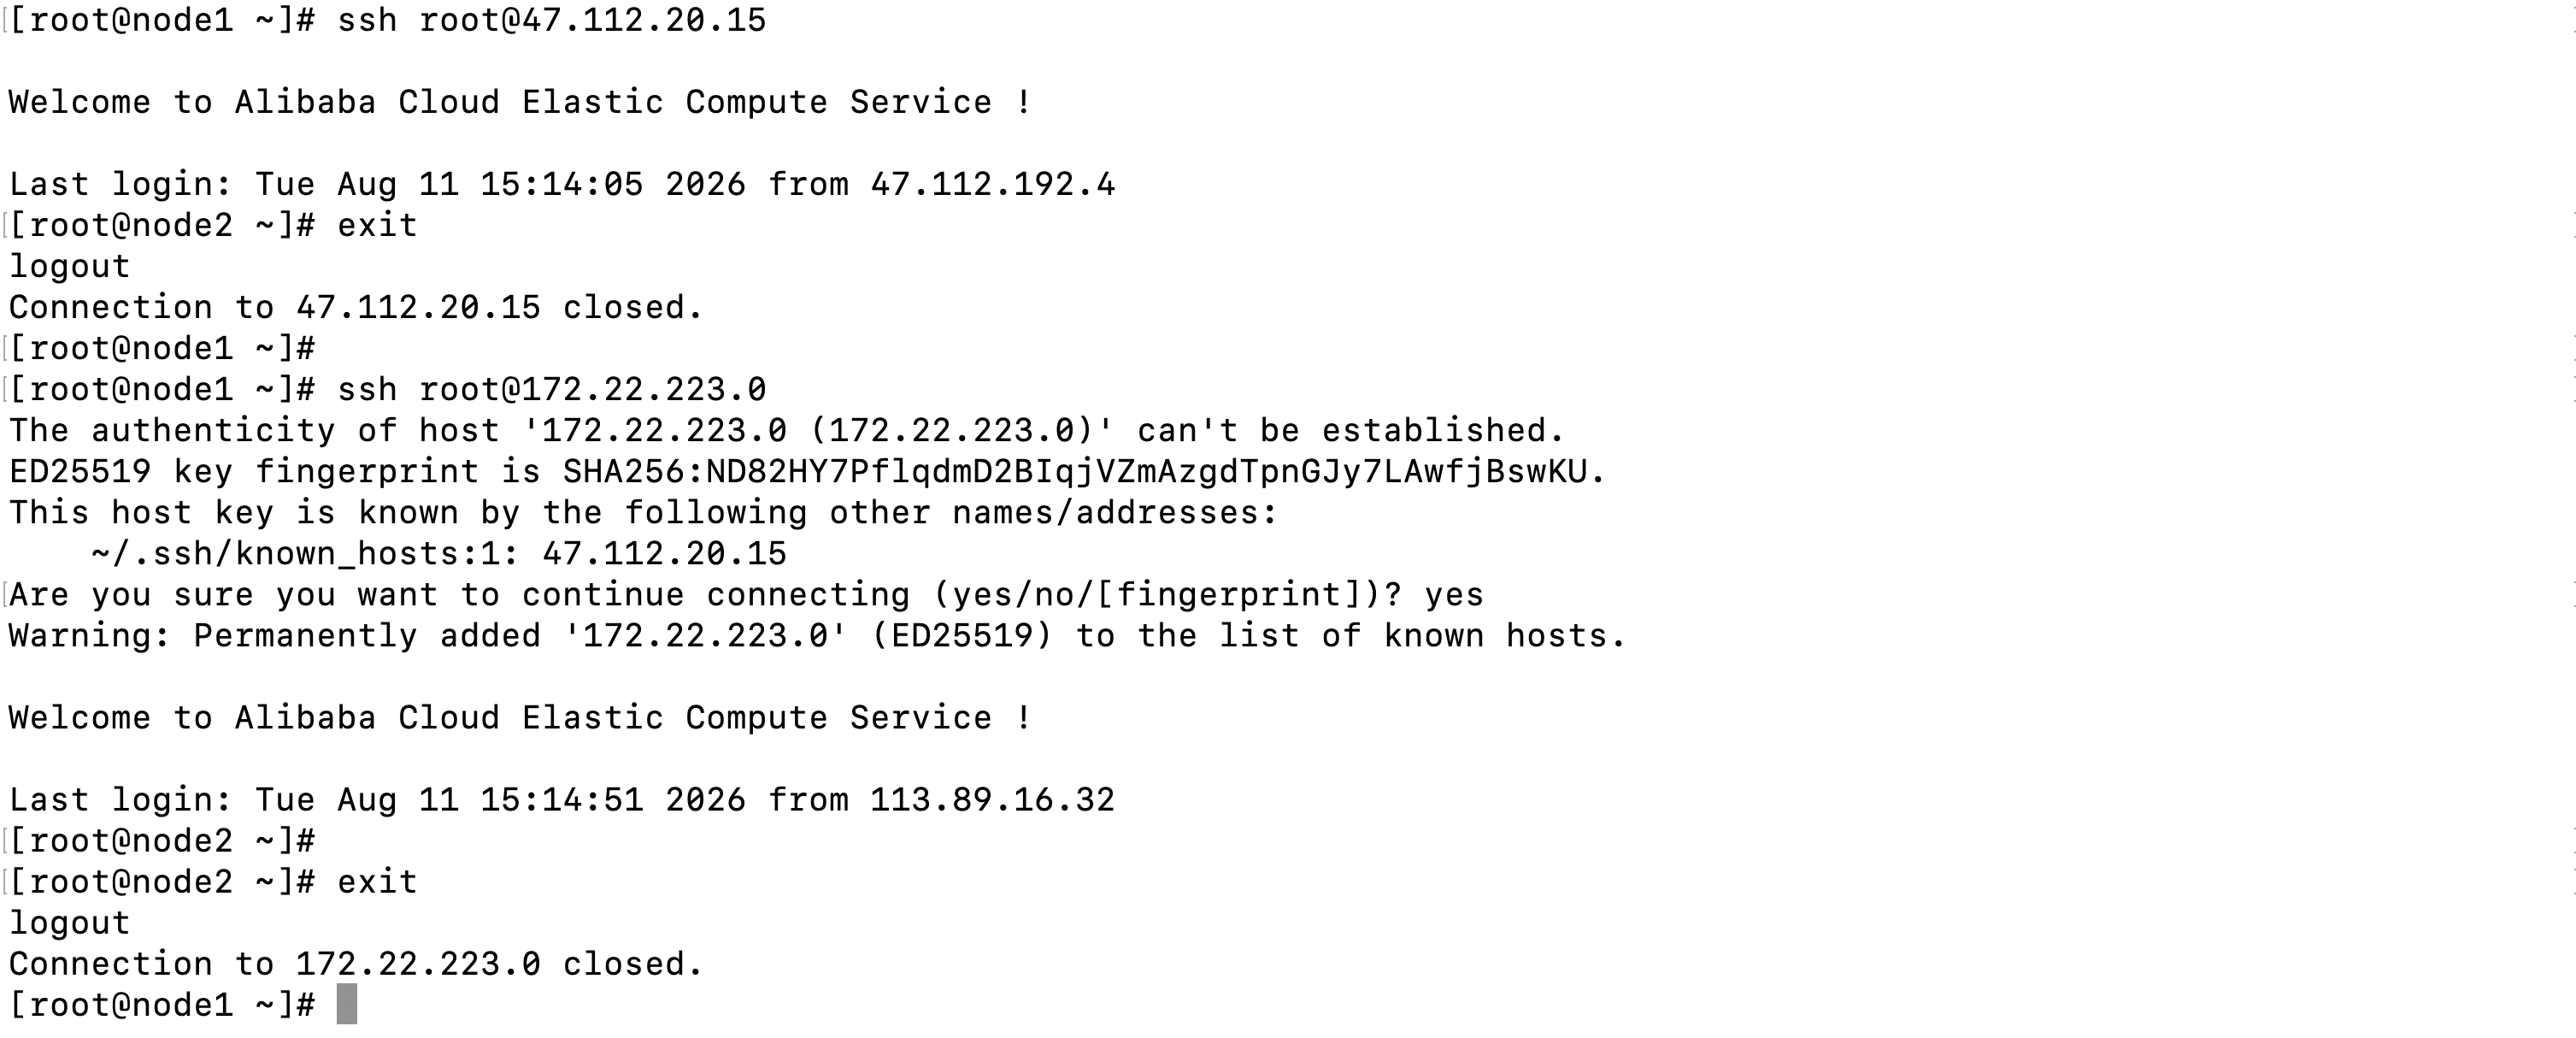 [root@node1 ~]# ssh root@47.112.20.15
Welcome to Alibaba Cloud Elastic Compute Service !
Last login: Tue Aug 11 15:14:05 2026 from 47.112.192.4
[root@node2 ~]# exit
logout
Connection to 47.112.20.15 closed.
[root@node1 ~]#
[root@node1 ~]# ssh root@172.22.223.0
The authenticity of host '172.22.223.0 (172.22.223.0)' can't be established.
ED25519 key fingerprint is SHA256:ND82HY7PflqdmD2BIqjVZmAzgdTpnGJy7LAwfjBswKU.
This host key is known by the following other names/addresses:
    ~/.ssh/known_hosts:1: 47.112.20.15
Are you sure you want to continue connecting (yes/no/[fingerprint])? yes
Warning: Permanently added '172.22.223.0' (ED25519) to the list of known hosts.
Welcome to Alibaba Cloud Elastic Compute Service !
Last login: Tue Aug 11 15:14:51 2026 from 113.89.16.32
[root@node2 ~]#
[root@node2 ~]# exit
logout
Connection to 172.22.223.0 closed.
[root@node1 ~]#